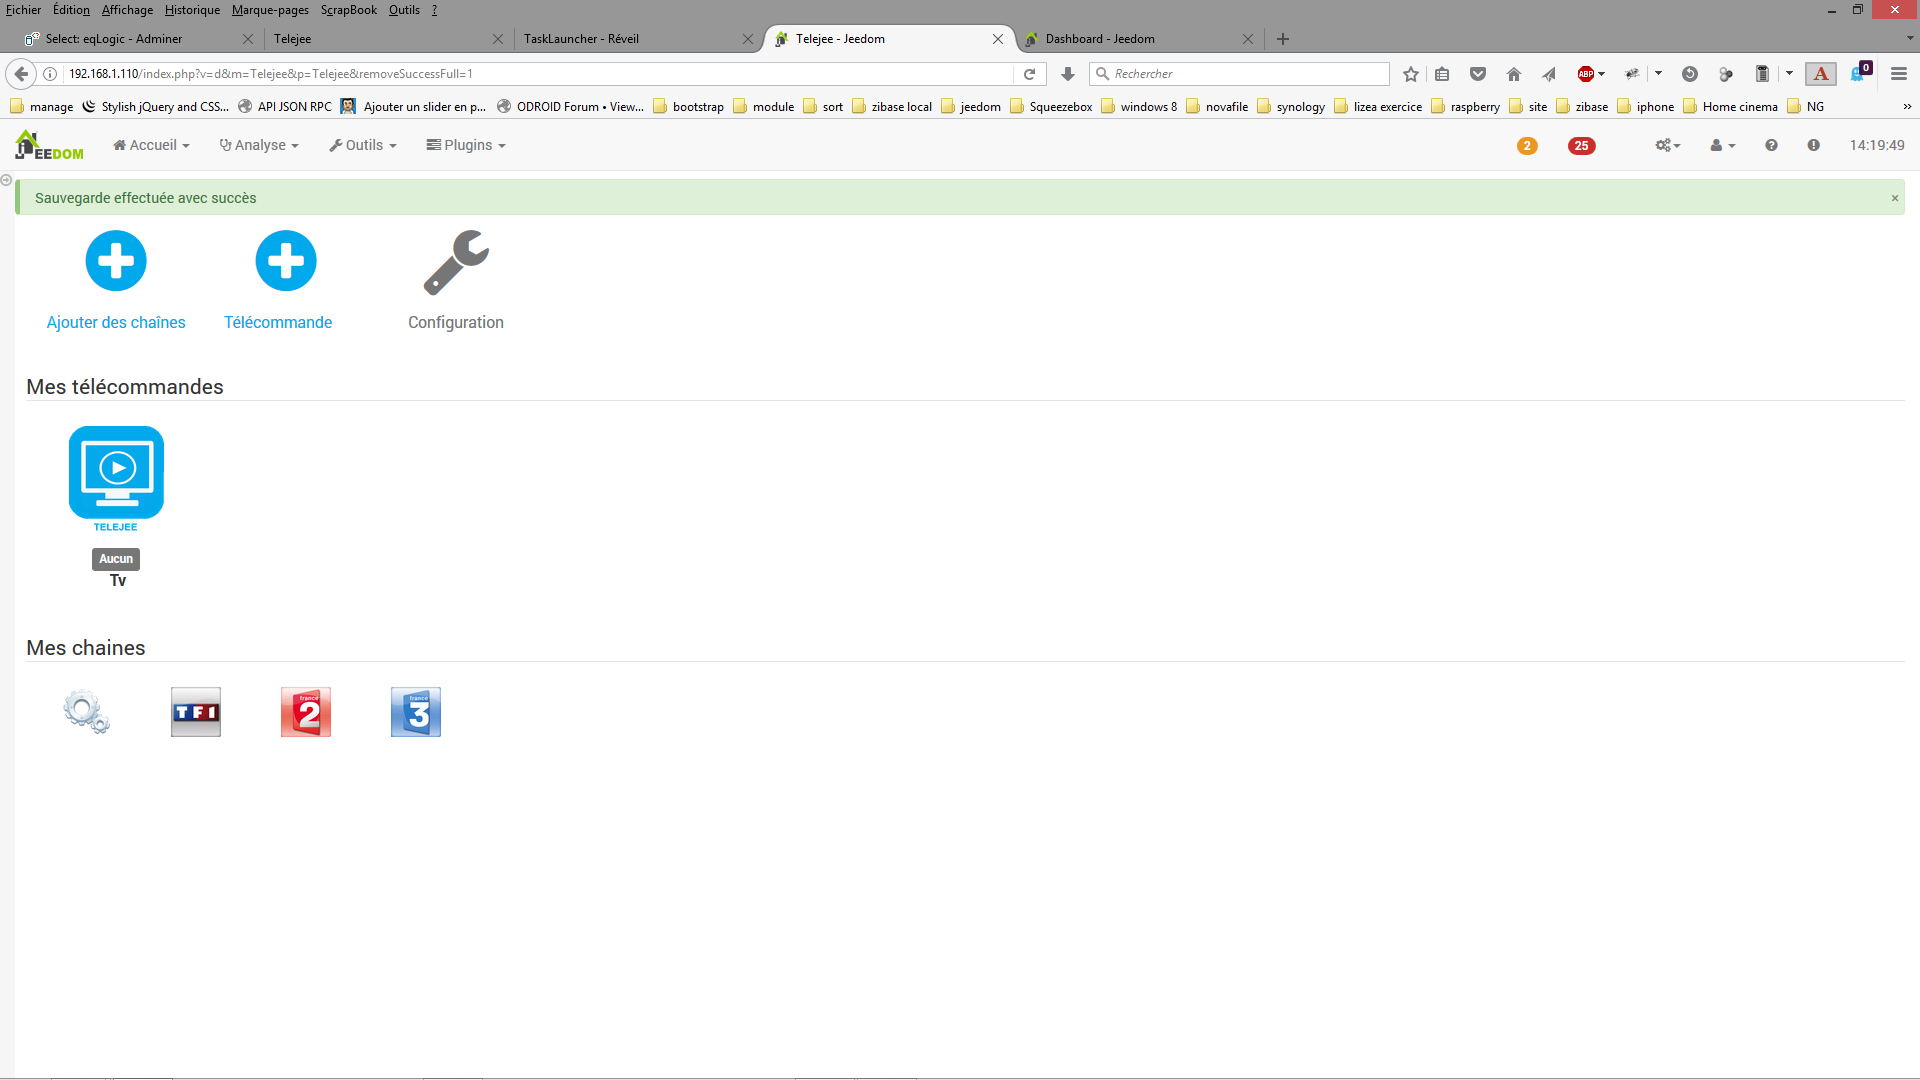 Fichier Édition Affichage Historique Marque-pages ScrapBook Outils ?
Select: eqLogic - Adminer Telejee TaskLauncher - Réveil Telejee - Jeedom Dashboard - Jeedom
192.168.1.110/index.php?v=d&m=Telejee&p=Telejee&removeSuccessFull=1 Rechercher ABP A 0
manage Stylish jQuery and CSS... API JSON RPC Ajouter un slider en p... ODROID Forum • View... bootstrap module sort zibase local jeedom Squeezebox windows 8 novafile synology lizea exercice raspberry site zibase iphone Home cinema NG »
JEEDOM Accueil Analyse Outils Plugins 2 25 14:19:49
Sauvegarde effectuée avec succès ×
Ajouter des chaînes Télécommande Configuration
Mes télécommandes
TELEJEE
Aucun
Tv
Mes chaines
TF1 france 2 france 3